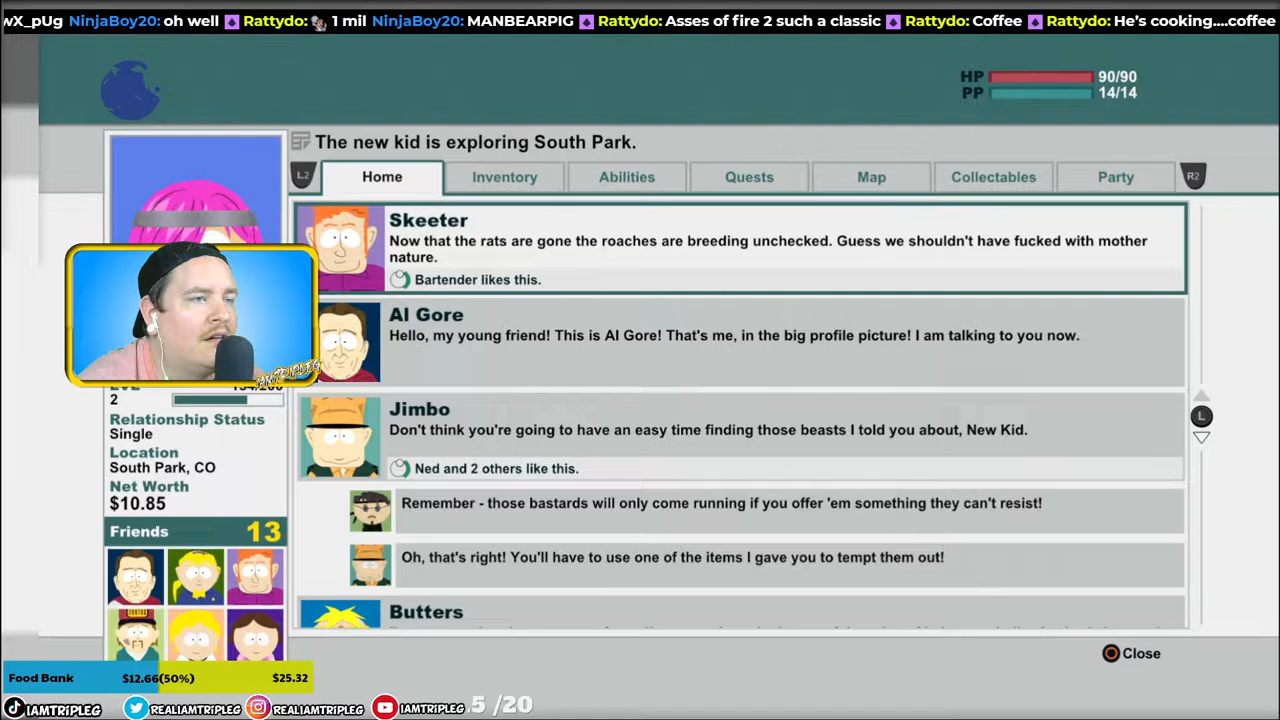 wX_pUg NinjaBoy20: oh well Rattydo: 1 mil NinjaBoy20: MANBEARPIG Rattydo: Asses of fire 2 such a classic Rattydo: Coffee Rattydo: He's cooking....coffee
HP 90/90
PP 14/14
The new kid is exploring South Park.
L2 Home Inventory Abilities Quests Map Collectables Party R2
Skeeter
Now that the rats are gone the roaches are breeding unchecked. Guess we shouldn't have fucked with mother
nature.
Bartender likes this.
Al Gore
Hello, my young friend! This is Al Gore! That's me, in the big profile picture! I am talking to you now.
Jimbo
Don't think you're going to have an easy time finding those beasts I told you about, New Kid.
Ned and 2 others like this.
Remember - those bastards will only come running if you offer 'em something they can't resist!
Oh, that's right! You'll have to use one of the items I gave you to tempt them out!
Butters
L
Close
IAMTRIPLEG
LVL
2
Relationship Status
Single
Location
South Park, CO
Net Worth
$10.85
Friends 13
Food Bank $12.66(50%) $25.32
IAMTRIPLEG REALIAMTRIPLEG REALIAMTRIPLEG IAMTRIPLEG .5 /20